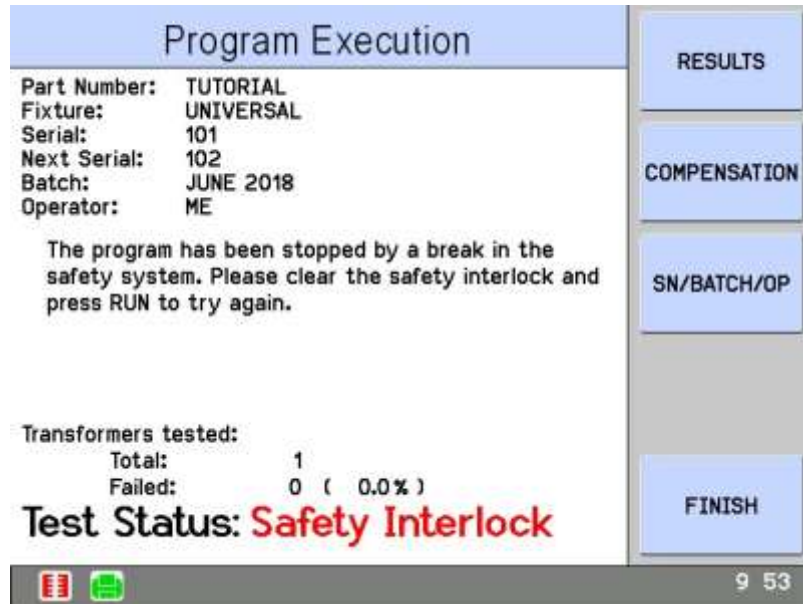 Program Execution
Part Number: TUTORIAL
Fixture: UNIVERSAL
Serial: 101
Next Serial: 102
Batch: JUNE 2018
Operator: ME
The program has been stopped by a break in the
safety system. Please clear the safety interlock and
press RUN to try again.
Transformers tested:
Total: 1
Failed: 0 ( 0.0% )
Test Status: Safety Interlock
RESULTS
COMPENSATION
SN/BATCH/OP
FINISH
9 53